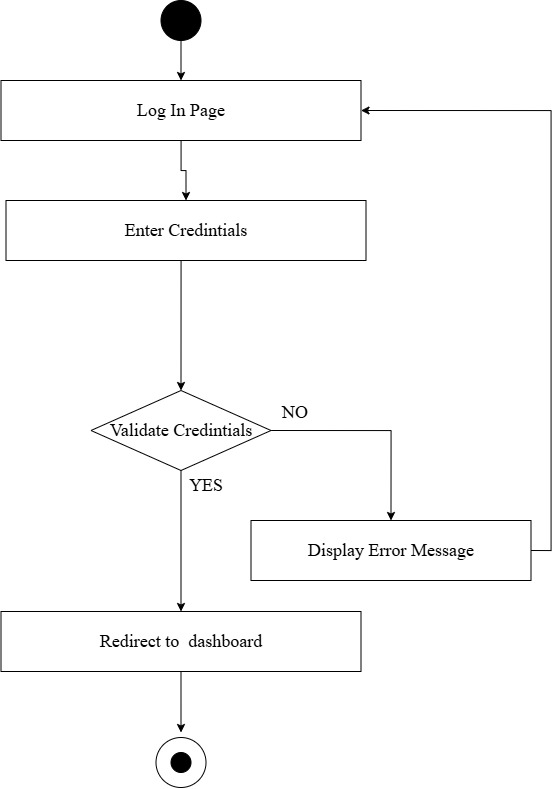 Log In Page
Enter Credintials
Validate Credintials
NO
YES
Display Error Message
Redirect to  dashboard